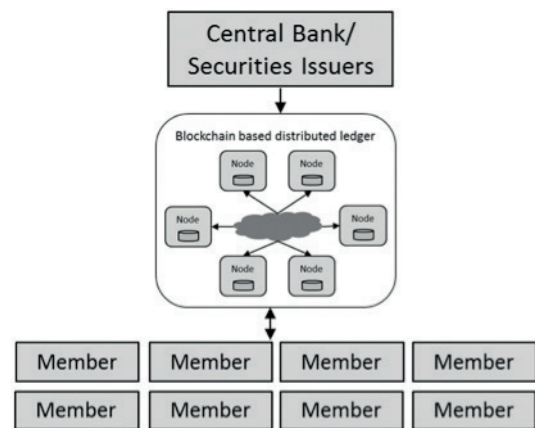 Central Bank/
Securities Issuers
Blockchain based distributed ledger
Node Node
Node Node
Node Node
Member Member Member Member
Member Member Member Member